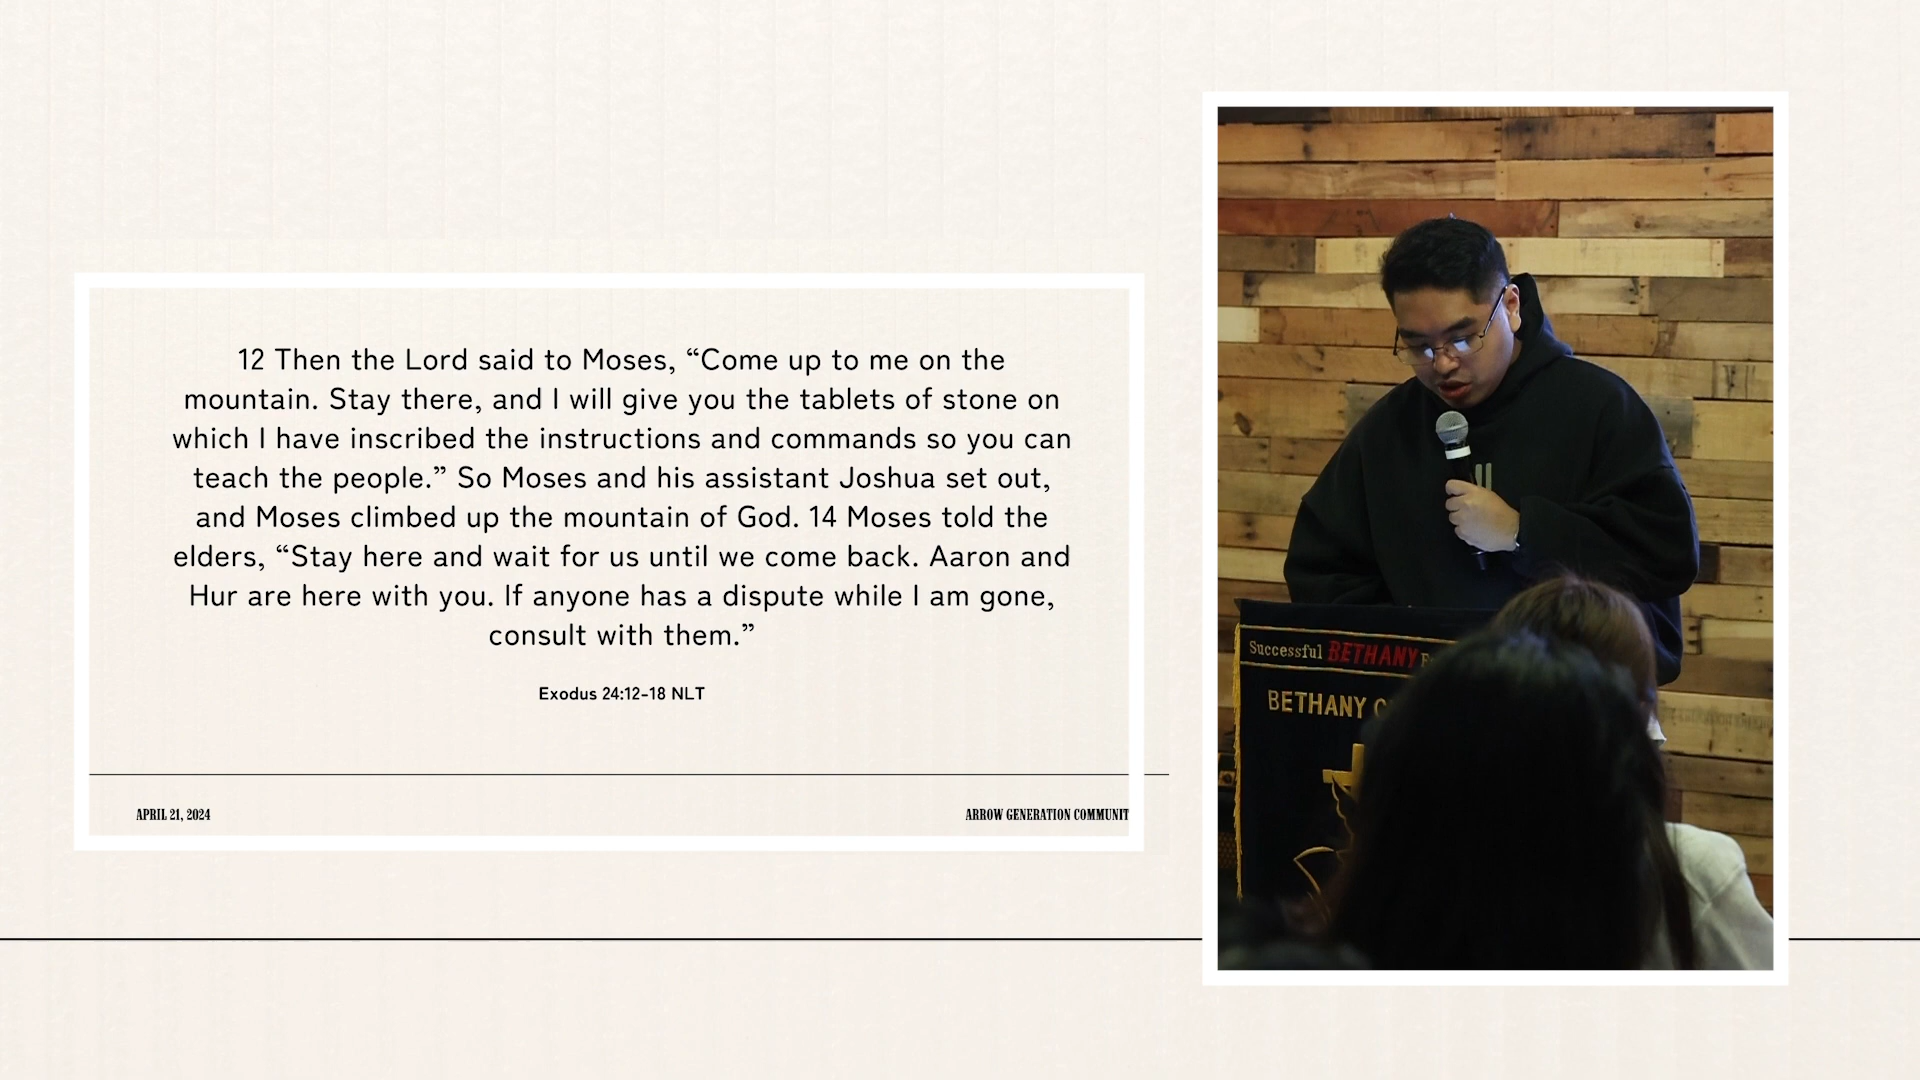 12 Then the Lord said to Moses, “Come up to me on the
mountain. Stay there, and I will give you the tablets of stone on
which I have inscribed the instructions and commands so you can
teach the people.” So Moses and his assistant Joshua set out,
and Moses climbed up the mountain of God. 14 Moses told the
elders, “Stay here and wait for us until we come back. Aaron and
Hur are here with you. If anyone has a dispute while I am gone,
consult with them.”
Exodus 24:12-18 NLT
APRIL 21, 2024
ARROW GENERATION COMMUNIT
Successful BETHANY
BETHANY